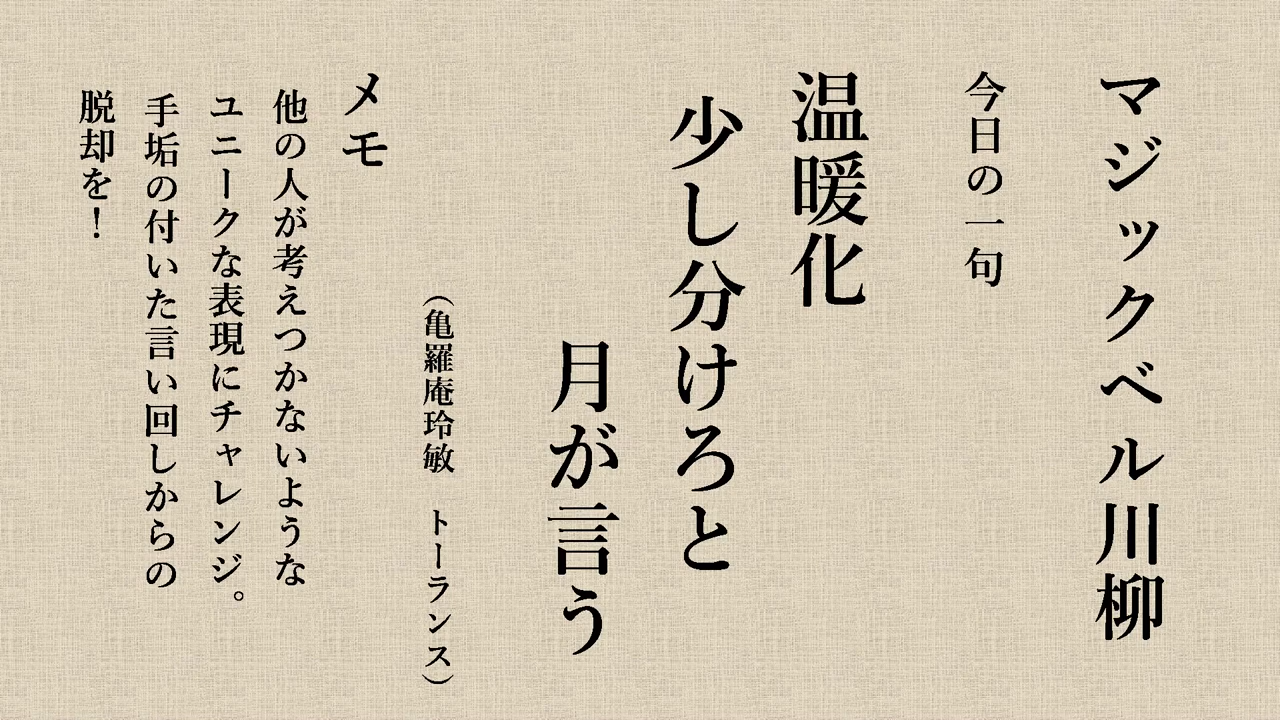 マジックベル川柳
今日の一句
温暖化
少し分けろと
月が言う
（亀羅庵玲敏　トーランス）
メモ
他の人が考えつかないような
ユニークな表現にチャレンジ。
手垢の付いた言い回しからの
脱却を！